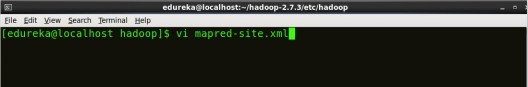 edureka@localhost:~/hadoop-2.7.3/etc/hadoop
File Edit View Search Terminal Help
[edureka@localhost hadoop]$ vi mapred-site.xml